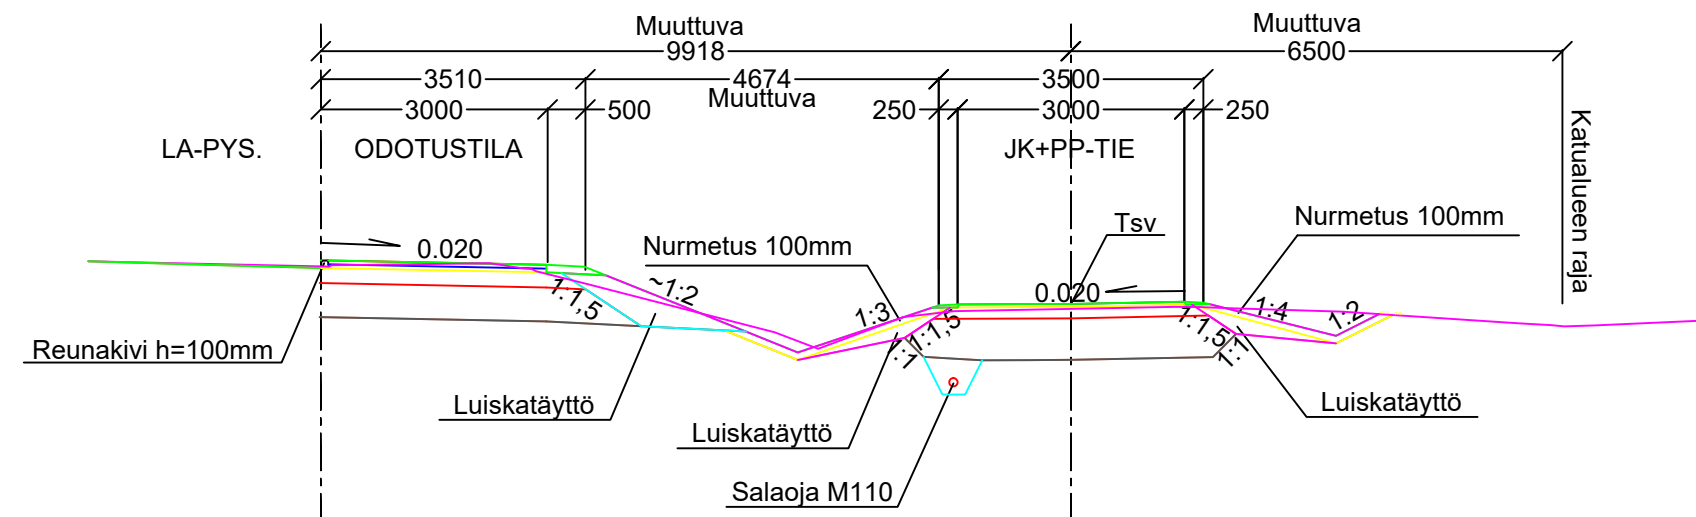 Muuttuva
Muuttuva
9918
6500
3510
4674
3500
3000
500
Muuttuva
250
3000
250
LA-PYS.
ODOTUSTILA
JK+PP-TIE
Katualueen raja
Nurmetus 100mm
Tsv
Nurmetus 100mm
0.020
0.020
1:1,5
~1:2
1:3
1:1,5
1:1
1:1,5
1:1
1:4
1:2
Reunakivi h=100mm
Luiskatäyttö
Luiskatäyttö
Luiskatäyttö
Salaoja M110